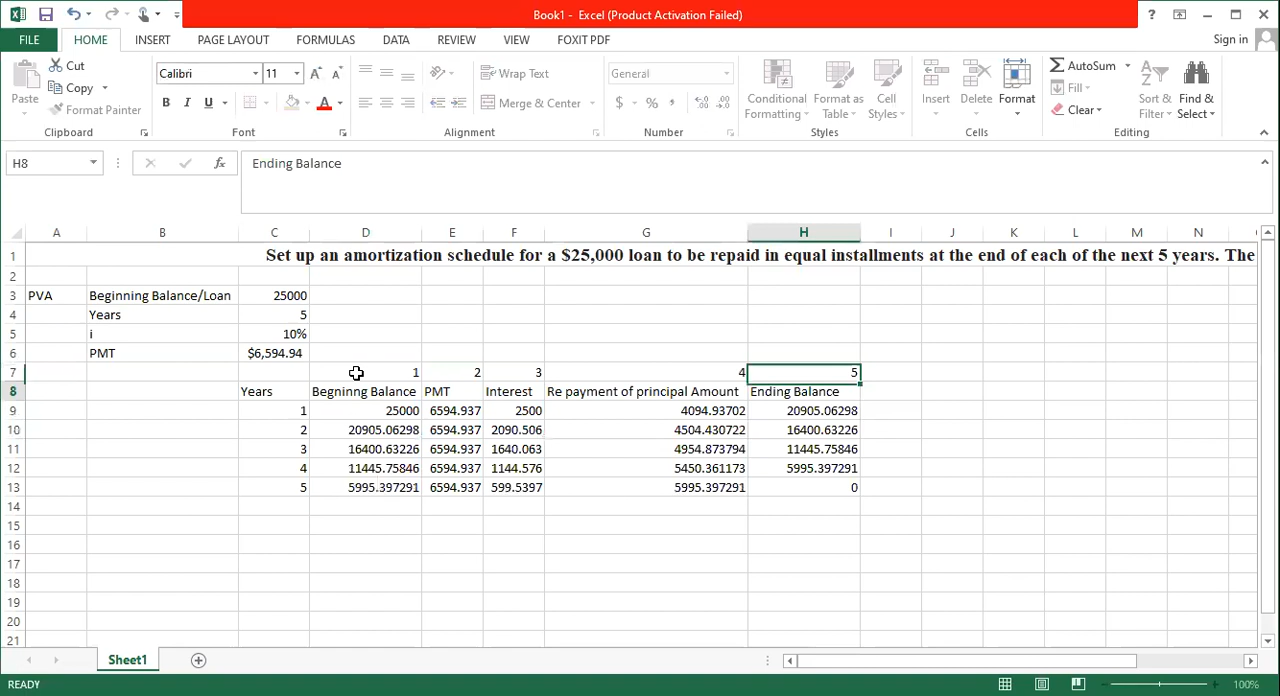 Book1 - Excel (Product Activation Failed)
?
FILE HOME INSERT PAGE LAYOUT FORMULAS DATA REVIEW VIEW FOXIT PDF Sign in
Paste Cut Copy Format Painter Clipboard
Calibri 11 A A B I U A Font
Wrap Text Merge & Center Alignment
General $ % , .00 Number
Conditional Formatting Format as Table Cell Styles Styles
Insert Delete Format Cells
AutoSum Fill Clear Sort & Filter Find & Select Editing
H8 fx Ending Balance
A B C D E F G H I J K L M N
1 Set up an amortization schedule for a $25,000 loan to be repaid in equal installments at the end of each of the next 5 years. The
2
3 PVA Beginning Balance/Loan 25000
4 Years 5
5 i 10%
6 PMT $6,594.94
7 1 2 3 4 5
8 Years Begninng Balance PMT Interest Re payment of principal Amount Ending Balance
9 1 25000 6594.937 2500 4094.93702 20905.06298
10 2 20905.06298 6594.937 2090.506 4504.430722 16400.63226
11 3 16400.63226 6594.937 1640.063 4954.873794 11445.75846
12 4 11445.75846 6594.937 1144.576 5450.361173 5995.397291
13 5 5995.397291 6594.937 599.5397 5995.397291 0
14
15
16
17
18
19
20
21
Sheet1
READY 100%